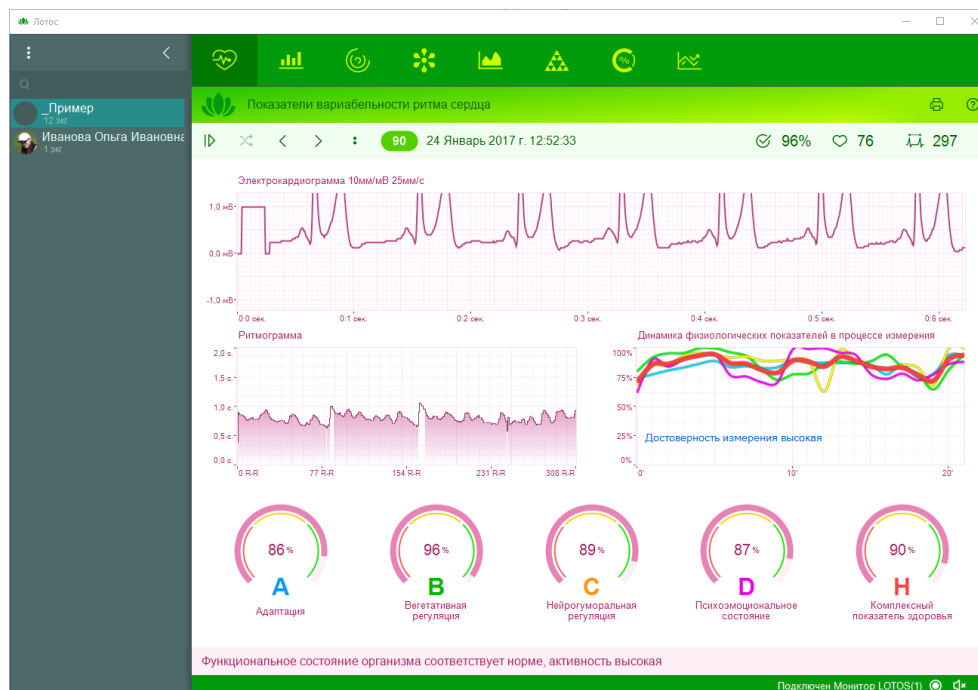 Лотос
_Пример
12 экг
Иванова Ольга Ивановна
1 экг
%
Показатели вариабельности ритма сердца
90 24 Январь 2017 г. 12:52:33 96% 76 297
Электрокардиограмма 10мм/мВ 25мм/с
1,0 мВ
0,0 мВ
-1,0 мВ
0:0 сек. 0:1 сек. 0:2 сек. 0:3 сек. 0:4 сек. 0:5 сек. 0:6 сек.
Ритмограмма
2,0 с.
1,5 с.
1,0 с.
0,5 с.
0,0 с.
0 R-R 77 R-R 154 R-R 231 R-R 308 R-R
Динамика физиологических показателей в процессе измерения
100%
75%
50%
25%
0%
Достоверность измерения высокая
0' 10' 20'
86 % 96 % 89 % 87 % 90 %
A B C D H
Адаптация
Вегетативная
регуляция
Нейрогуморальная
регуляция
Психоэмоциональное
состояние
Комплексный
показатель здоровья
Функциональное состояние организма соответствует норме, активность высокая
Подключен Монитор LOTOS(1)